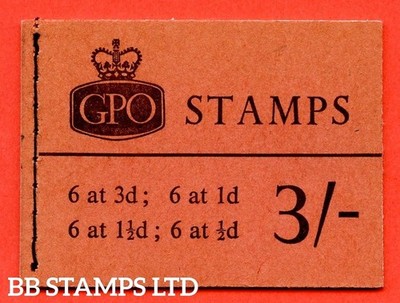 GPO STAMPS
6 at 3d; 6 at 1d
6 at 1½d; 6 at ½d
3/-
BB STAMPS LTD